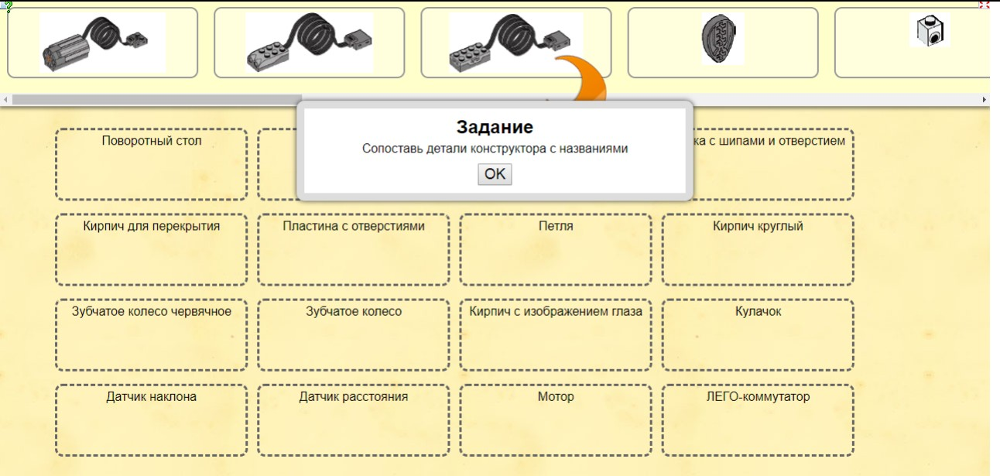 Задание
Сопоставь детали конструктора с названиями
OK
Поворотный стол
с шипами и отверстием
Кирпич для перекрытия
Пластина с отверстиями
Петля
Кирпич круглый
Зубчатое колесо червячное
Зубчатое колесо
Кирпич с изображением глаза
Кулачок
Датчик наклона
Датчик расстояния
Мотор
ЛЕГО-коммутатор